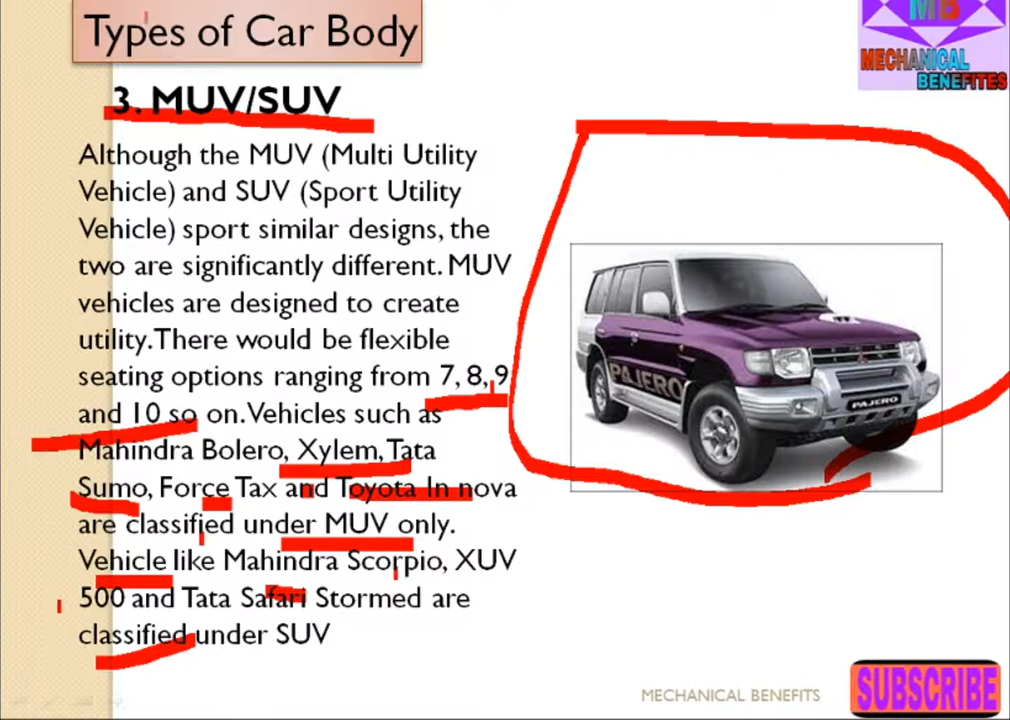 Types of Car Body
MB
MECHANICAL
BENEFITES
3. MUV/SUV
Although the MUV (Multi Utility
Vehicle) and SUV (Sport Utility
Vehicle) sport similar designs, the
two are significantly different. MUV
vehicles are designed to create
utility. There would be flexible
seating options ranging from 7, 8, 9
and 10 so on. Vehicles such as
Mahindra Bolero, Xylem, Tata
Sumo, Force Tax and Toyota In nova
are classified under MUV only.
Vehicle like Mahindra Scorpio, XUV
500 and Tata Safari Stormed are
classified under SUV
PAJERO
PAJERO
MECHANICAL BENEFITS
SUBSCRIBE